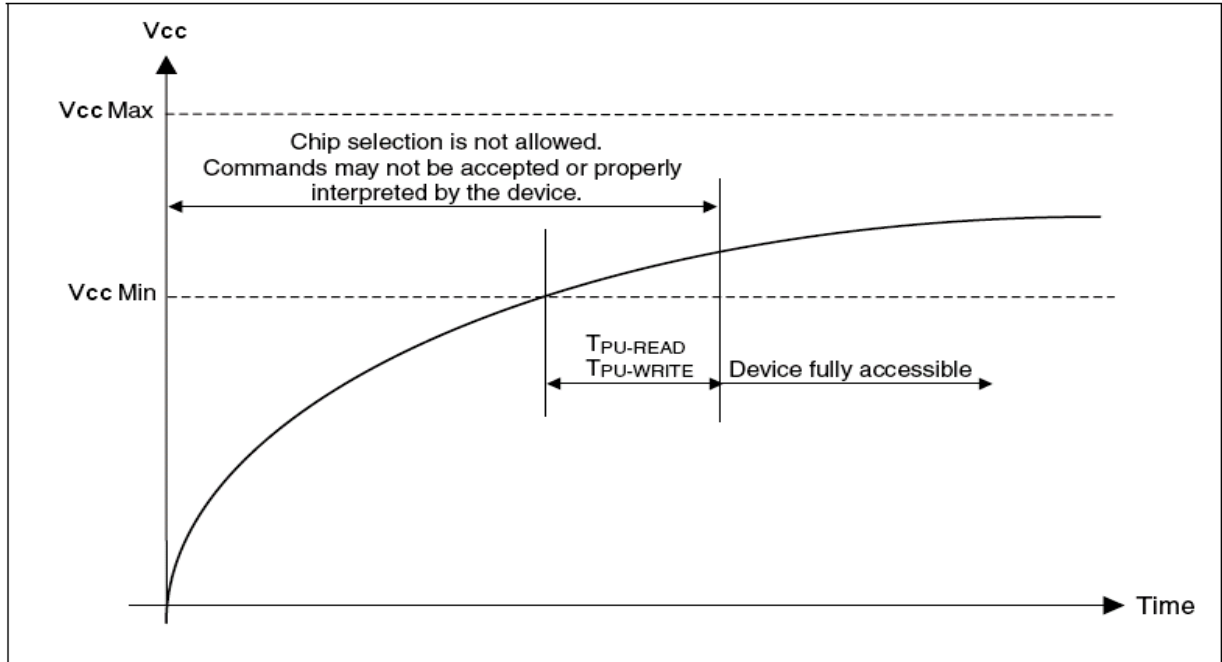 Vcc
Vcc Max
Chip selection is not allowed.
Commands may not be accepted or properly
interpreted by the device.
Vcc Min
TPU-READ
TPU-WRITE
Device fully accessible
Time